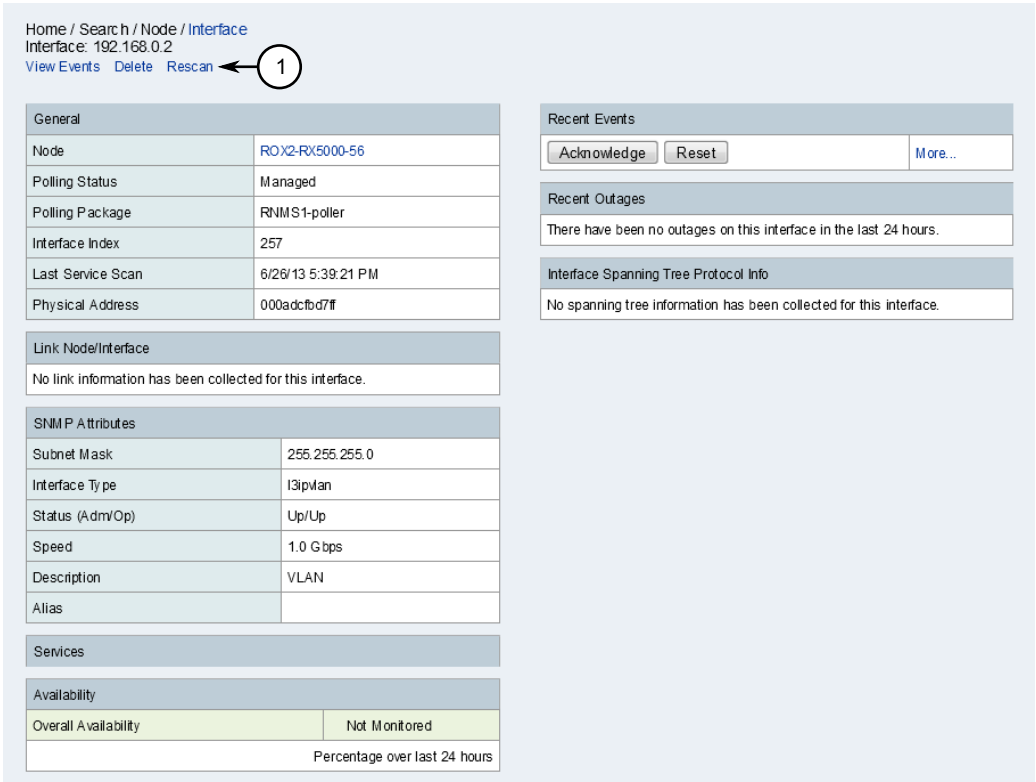 Home / Search / Node / Interface
Interface: 192.168.0.2
View Events Delete Rescan
1
General
Node ROX2-RX5000-56
Polling Status Managed
Polling Package RNMS1-poller
Interface Index 257
Last Service Scan 6/26/13 5:39:21 PM
Physical Address 000adcfbd7ff
Link Node/Interface
No link information has been collected for this interface.
SNMP Attributes
Subnet Mask 255.255.255.0
Interface Type l3ipvlan
Status (Adm/Op) Up/Up
Speed 1.0 Gbps
Description VLAN
Alias
Services
Availability
Overall Availability Not Monitored
Percentage over last 24 hours
Recent Events
Acknowledge Reset More...
Recent Outages
There have been no outages on this interface in the last 24 hours.
Interface Spanning Tree Protocol Info
No spanning tree information has been collected for this interface.